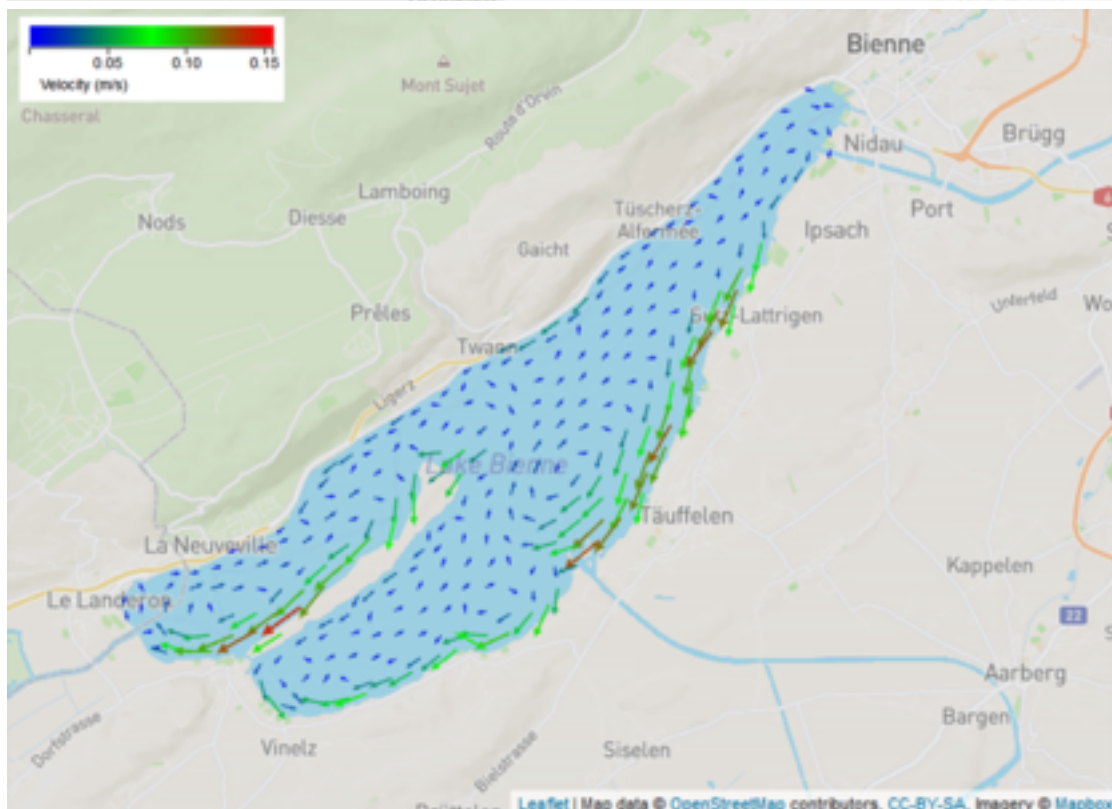 0.05 0.10 0.15
Velocity (m/s)
Bienne
Mont Sujet
Chasseral
Route d'Orvin
Nidau
Brügg
Lamboing
Nods
Diesse
Tüscherz-
Alfermée
Port
Gaicht
Ipsach
Unterfeld
Prêles
Lattrigen
Wo
Twann
Ligerz
Lake Bienne
Täuffelen
La Neuveville
Kappelen
Le Landeron
22
Aarberg
Dorfstrasse
Bargen
Vinelz
Bielstrasse
Siselen
Leaflet | Map data © OpenStreetMap contributors, CC-BY-SA, Imagery © Mapbox